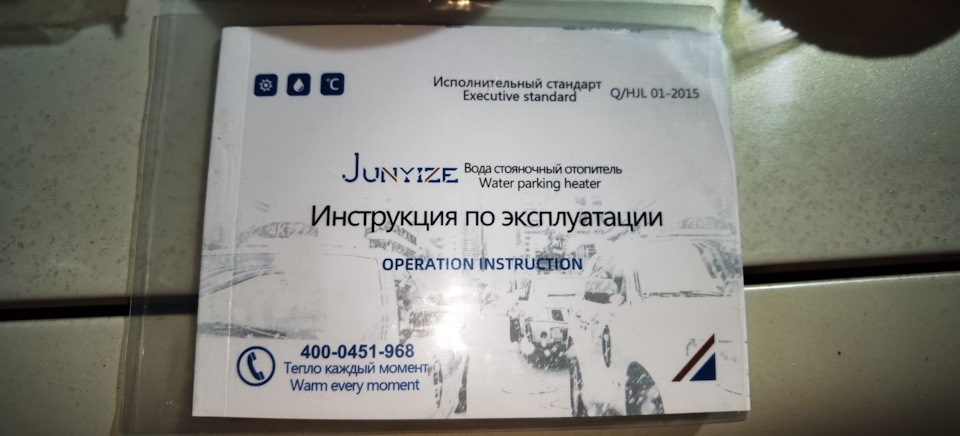 °C
Исполнительный стандарт
Executive standard
Q/HJL 01-2015
JUNYIZE
Вода стояночный отопитель
Water parking heater
Инструкция по эксплуатации
OPERATION INSTRUCTION
400-0451-968
Тепло каждый момент
Warm every moment